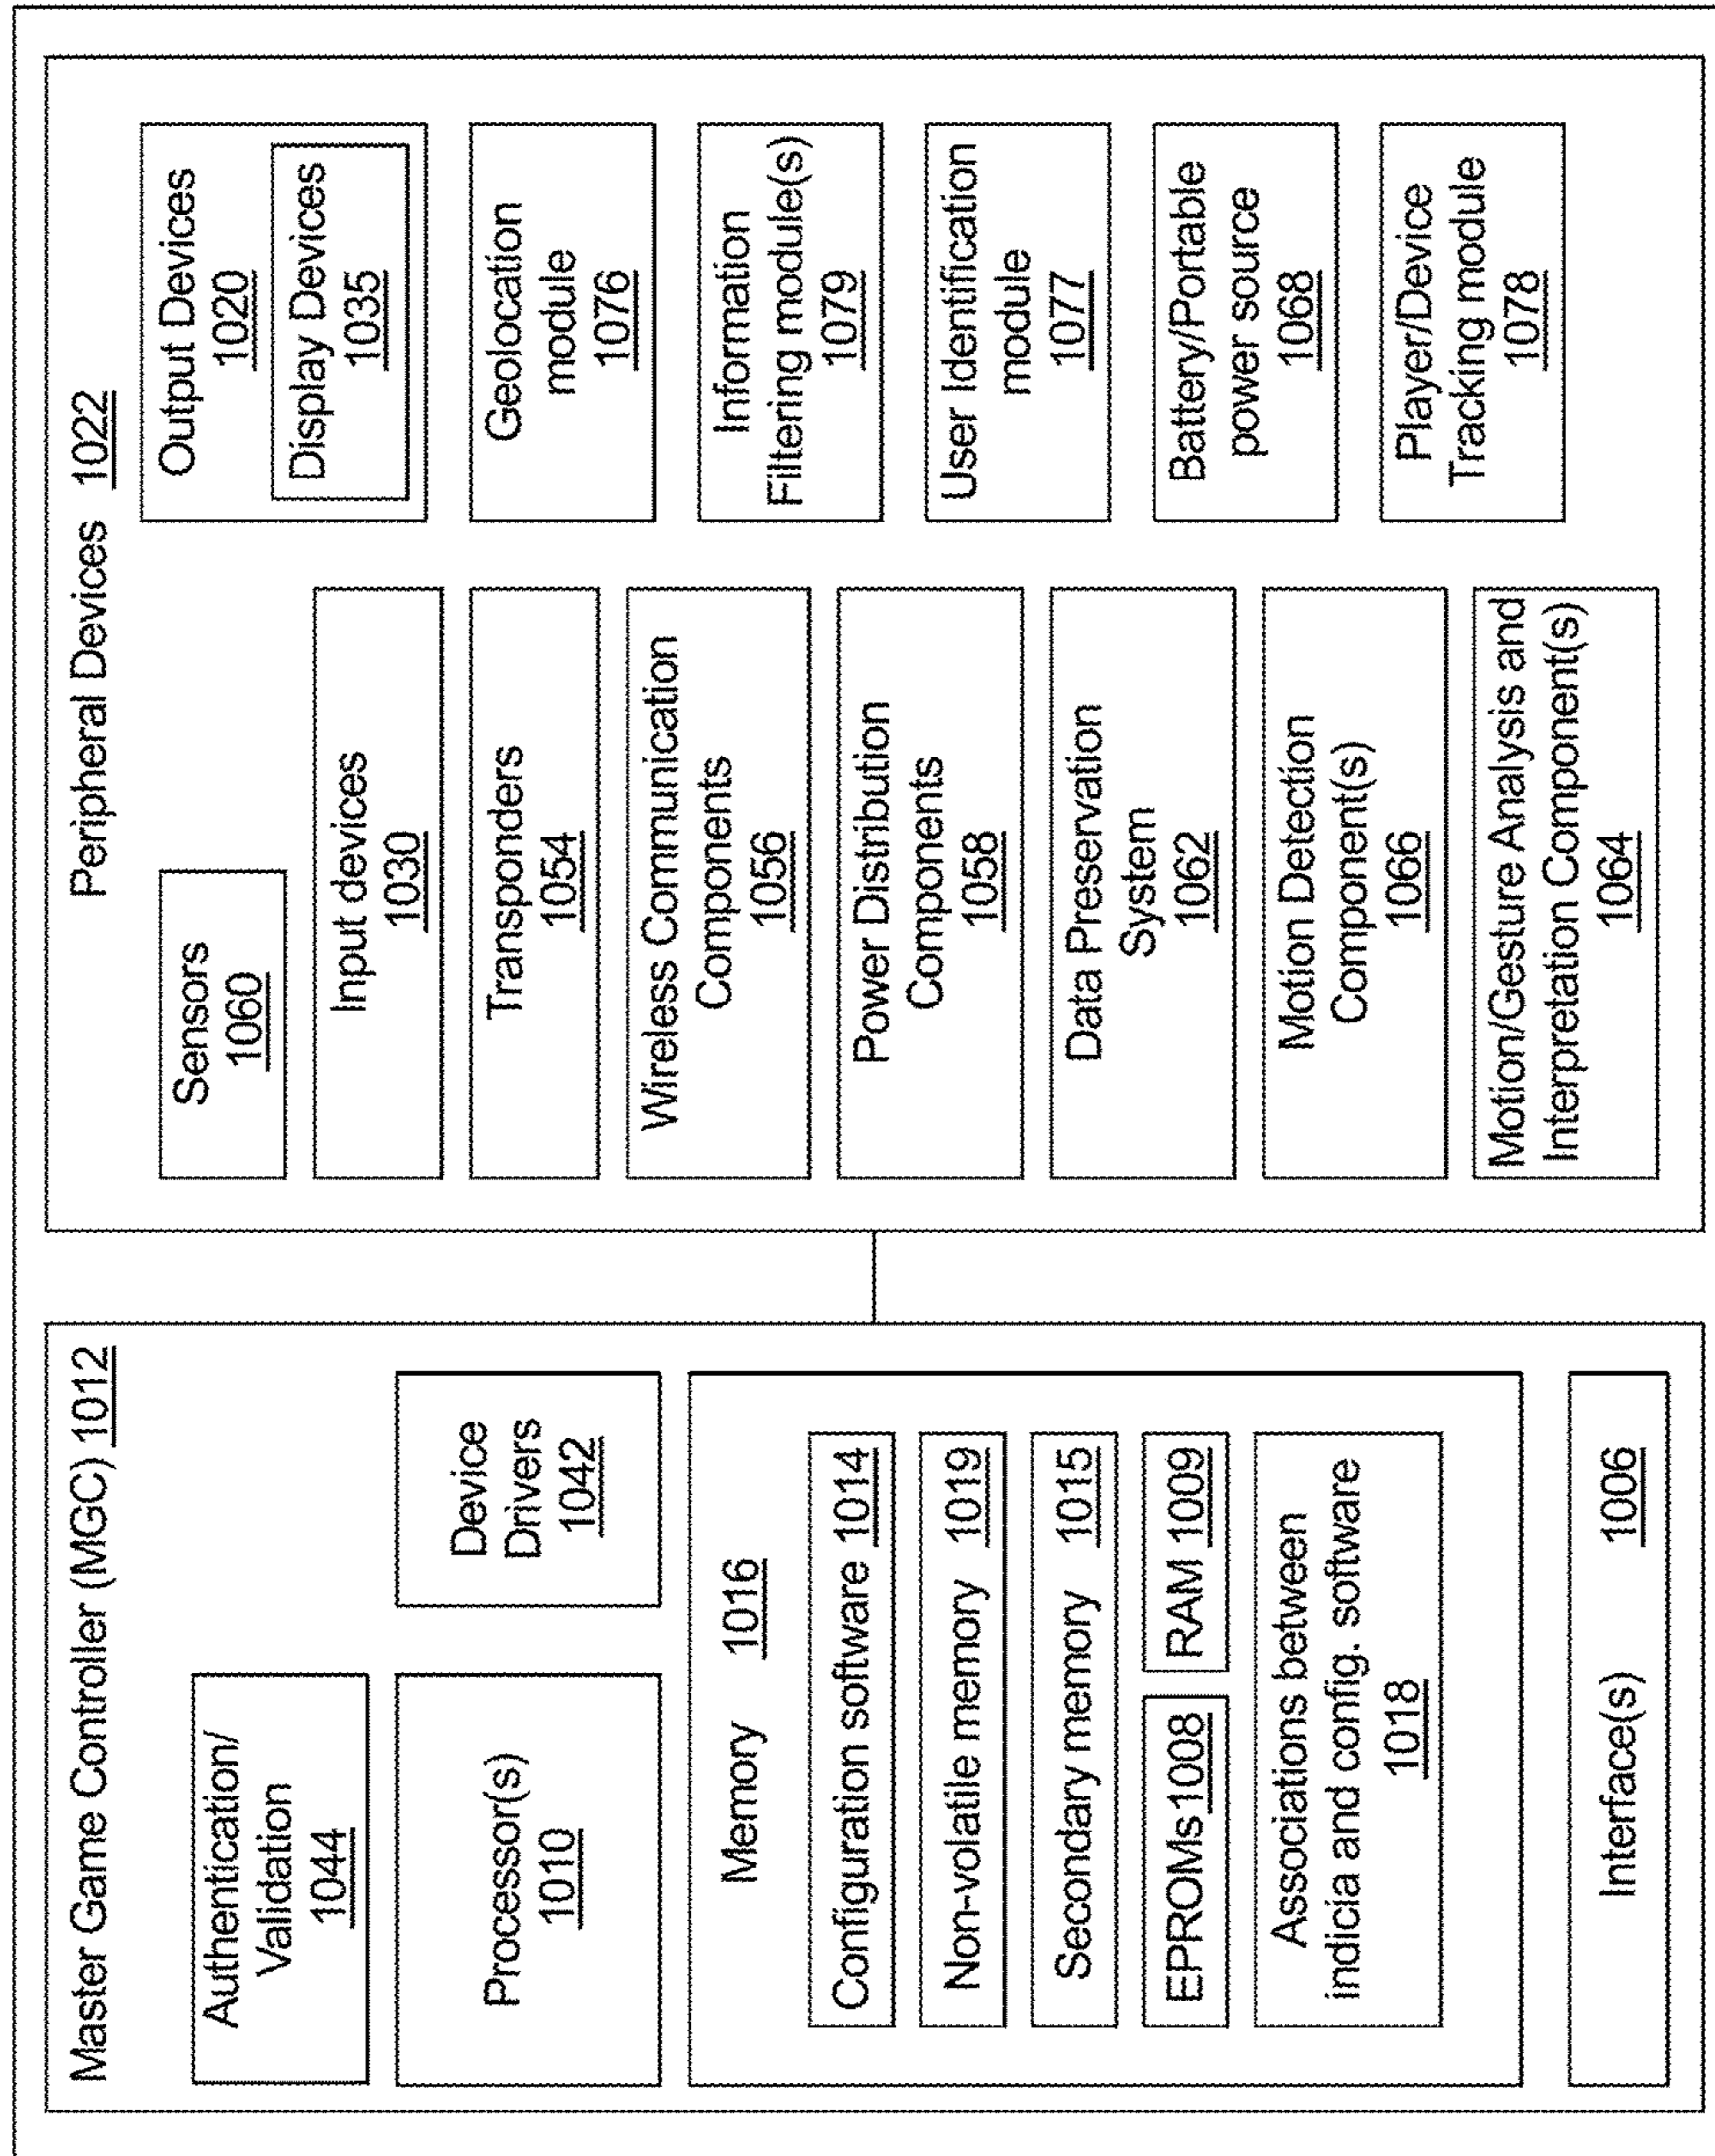 Master Game Controller (MGC) 1012
Authentication/
Validation
1044
Processor(s)
1010
Device
Drivers
1042
Memory 1016
Configuration software 1014
Non-volatile memory 1019
Secondary memory 1015
EPROMs 1008
RAM 1009
Associations between
indicia and config. software
1018
Interface(s) 1006
Peripheral Devices 1022
Sensors
1060
Input devices
1030
Transponders
1054
Wireless Communication
Components
1056
Power Distribution
Components
1058
Data Preservation
System
1062
Motion Detection
Component(s)
1066
Motion/Gesture Analysis and
Interpretation Component(s)
1064
Output Devices
1020
Display Devices
1035
Geolocation
module
1076
Information
Filtering module(s)
1079
User Identification
module
1077
Battery/Portable
power source
1068
Player/Device
Tracking module
1078